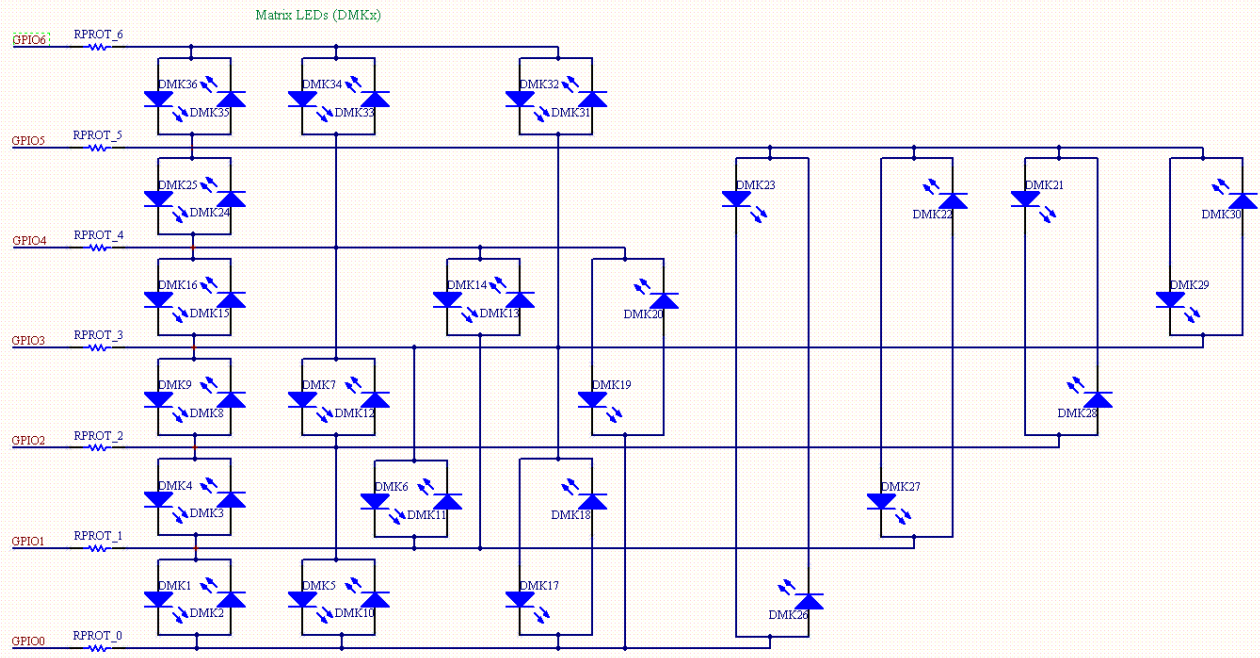 Matrix LEDs (DMKx)
GPIO6 RPROT_6
DMK36 DMK34 DMK32
DMK35 DMK33 DMK31
GPIO5 RPROT_5
DMK25 DMK23 DMK21
DMK24 DMK22 DMK30
GPIO4 RPROT_4
DMK16 DMK14 DMK29
DMK15 DMK13 DMK20
GPIO3 RPROT_3
DMK9 DMK7 DMK19
DMK8 DMK12 DMK28
GPIO2 RPROT_2
DMK4 DMK6 DMK27
DMK3 DMK11 DMK18
GPIO1 RPROT_1
DMK1 DMK5 DMK17
DMK2 DMK10 DMK26
GPIO0 RPROT_0